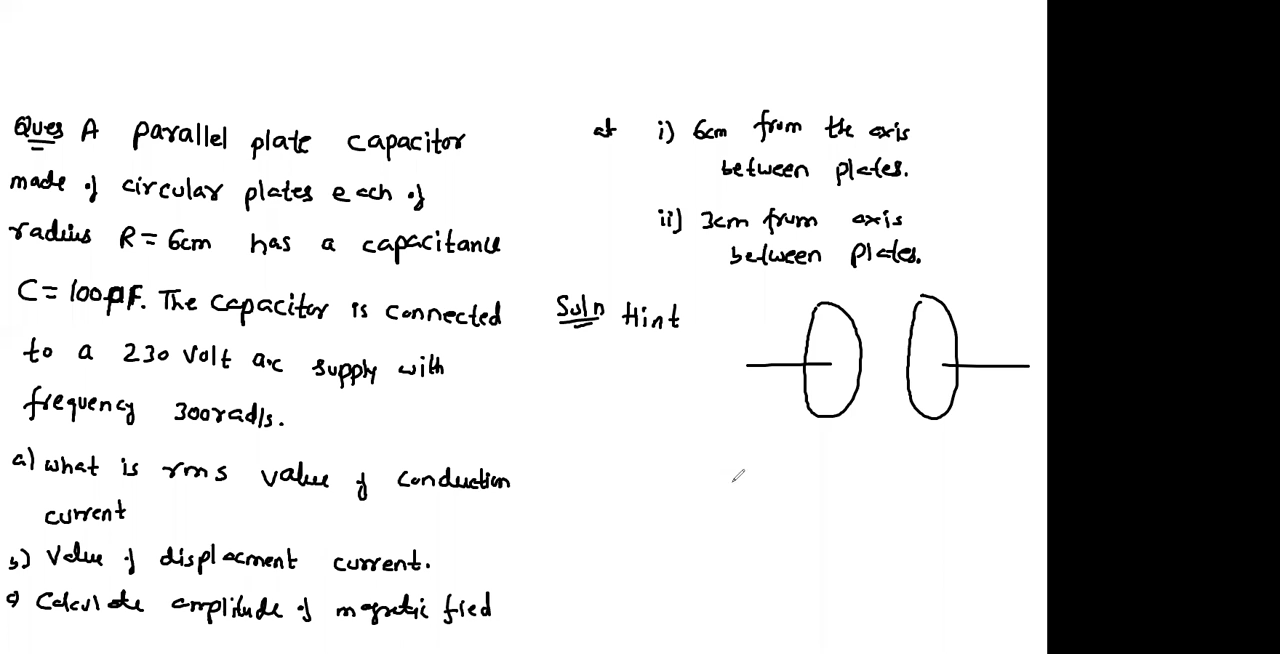 Ques A parallel plate capacitor
made of circular plates each of
radius R = 6cm has a capacitance
C = 100pF. The capacitor is connected
to a 230 volt a.c supply with
frequency 300rad/s.
a) what is rms value of conduction
current
b) Value of displacment current.
c) Calculate amplitude of magnetic field
at i) 6cm from the axis
between plates.
ii) 3cm from axis
between plates.
Soln Hint